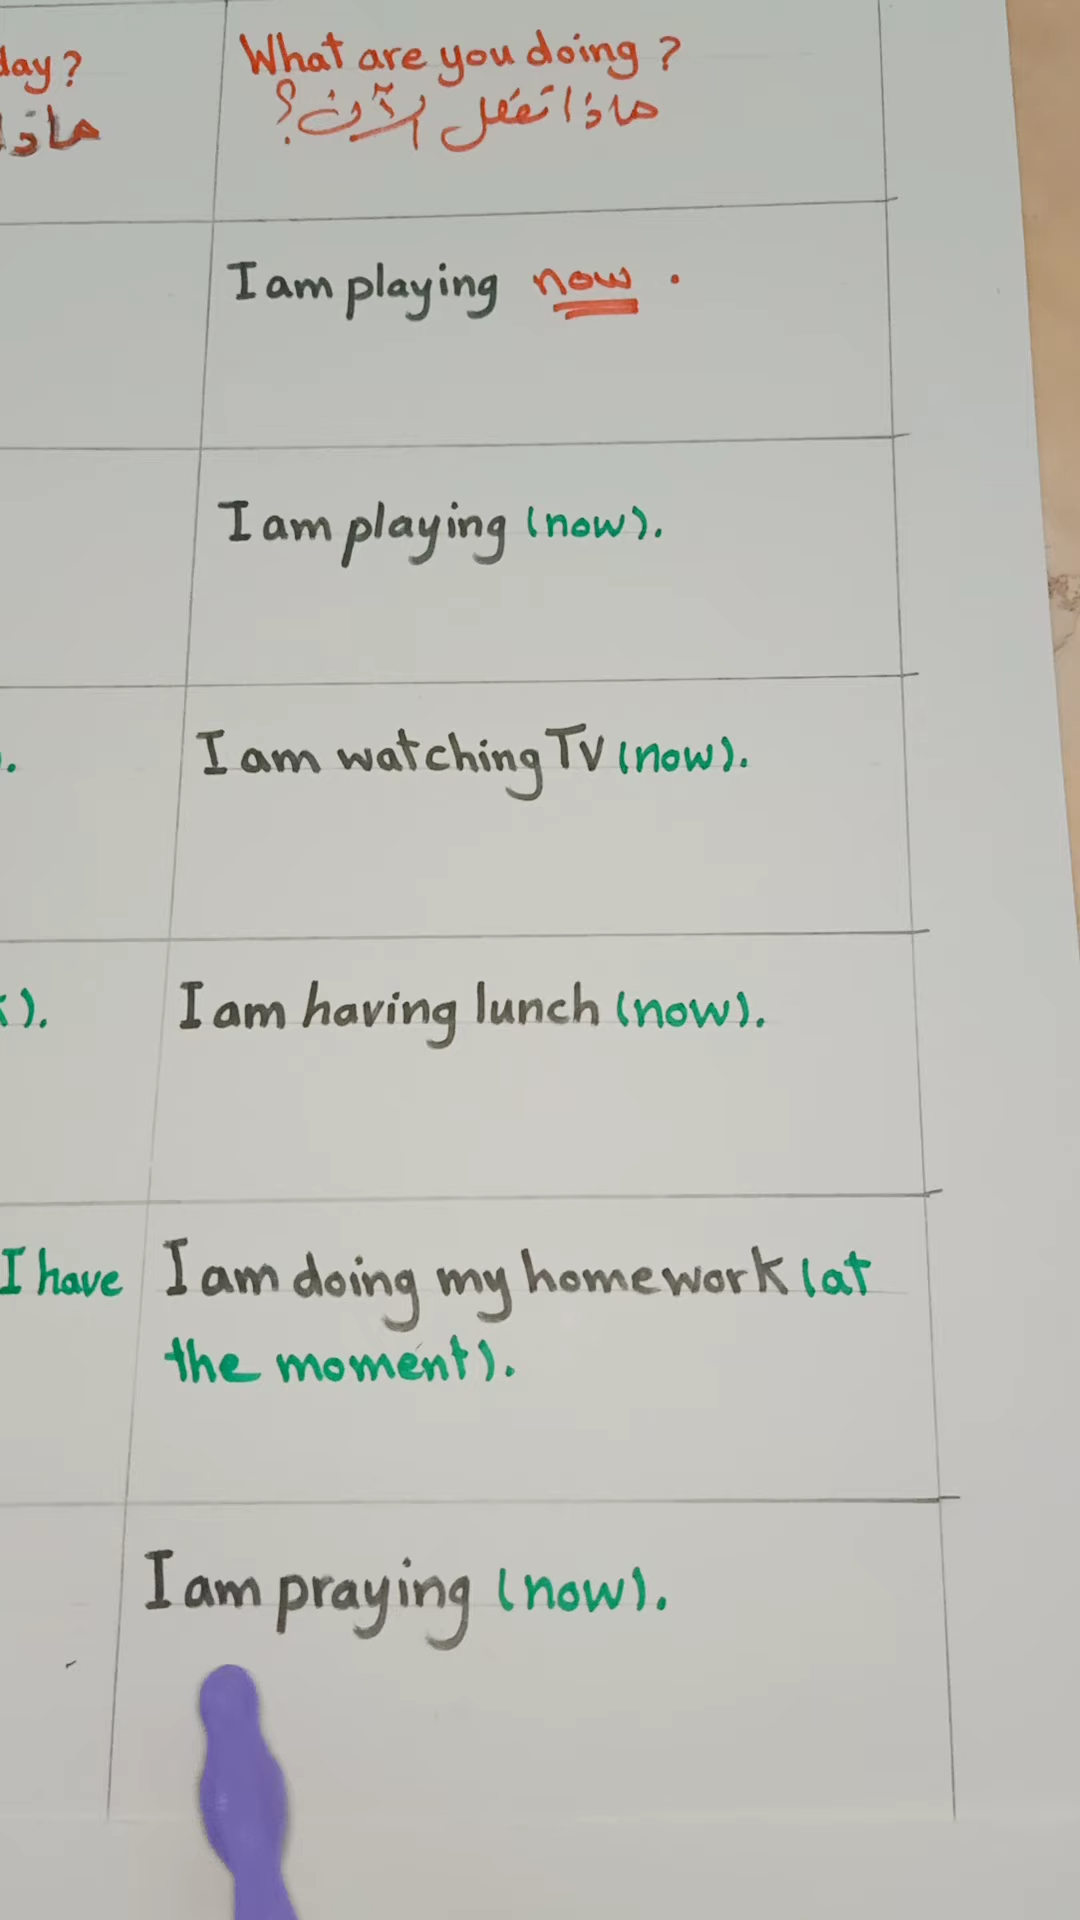 day?
ماذا
What are you doing ?
ماذا تفعل الآن؟
I am playing now .
I am playing (now).
).
I am watching TV (now).
).
I am having lunch (now).
I have
I am doing my homework (at
the moment).
I am praying (now).